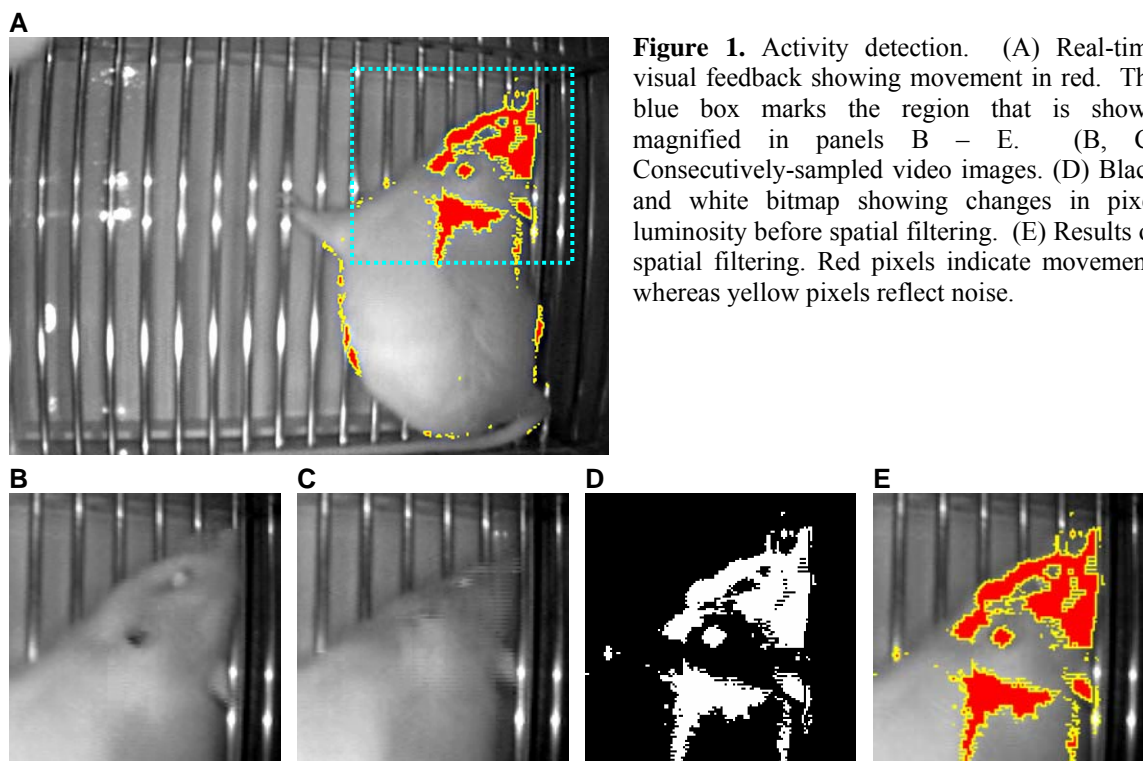 A
Figure 1. Activity detection. (A) Real-tim
visual feedback showing movement in red. Th
blue box marks the region that is show
magnified in panels B – E. (B, C
Consecutively-sampled video images. (D) Blac
and white bitmap showing changes in pixe
luminosity before spatial filtering. (E) Results o
spatial filtering. Red pixels indicate movemen
whereas yellow pixels reflect noise.
B C D E